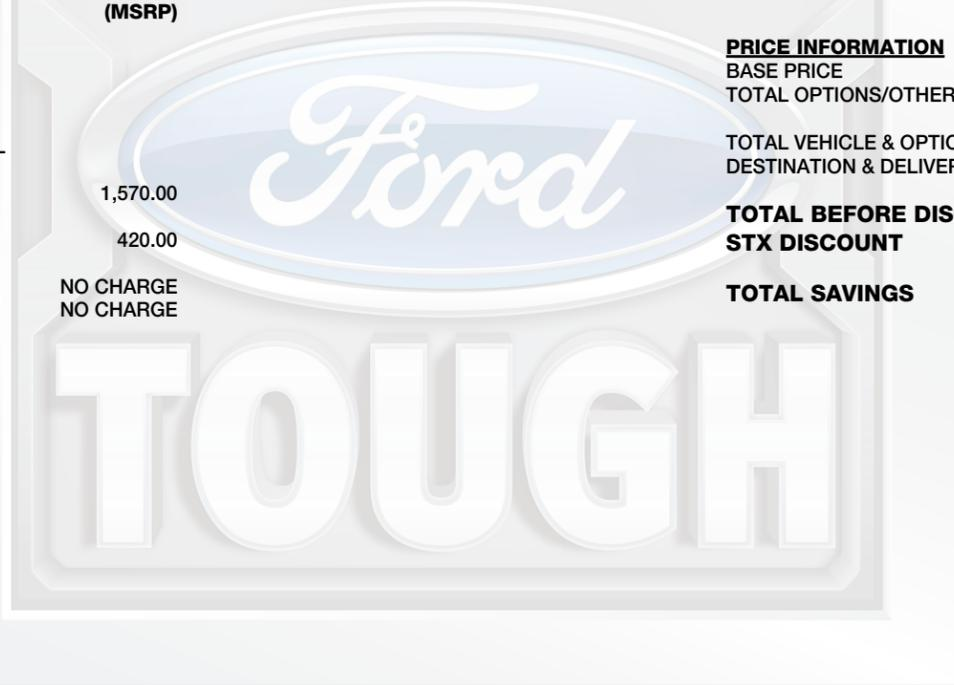 (MSRP)
1,570.00
420.00
NO CHARGE
NO CHARGE
PRICE INFORMATION
BASE PRICE
TOTAL OPTIONS/OTHER
TOTAL VEHICLE & OPTIO
DESTINATION & DELIVER
TOTAL BEFORE DIS
STX DISCOUNT
TOTAL SAVINGS
Ford
TOUGH